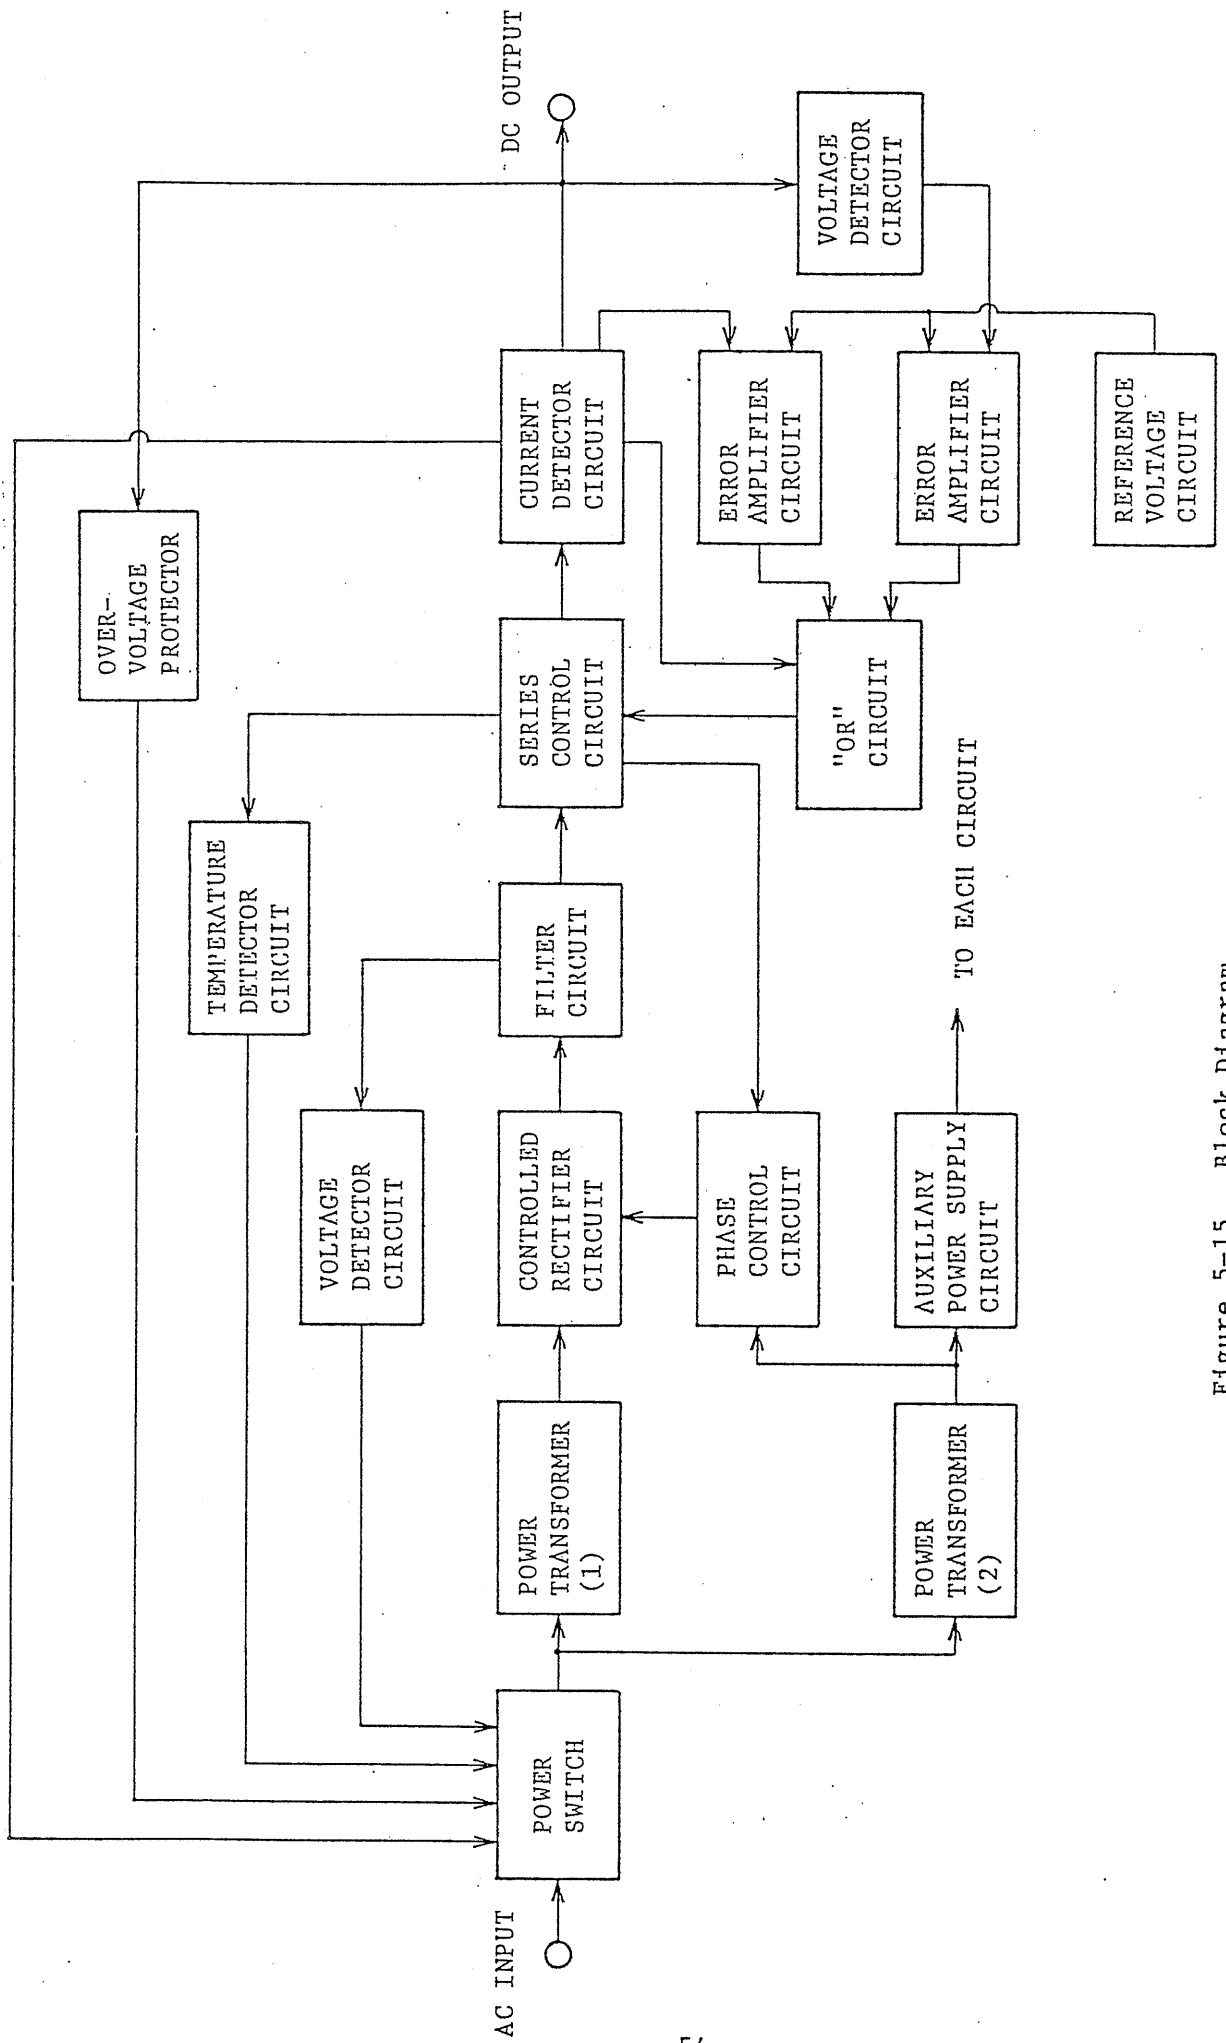 OVER-
VOLTAGE
PROTECTOR
TEMPERATURE
DETECTOR
CIRCUIT
VOLTAGE
DETECTOR
CIRCUIT
AC INPUT
POWER
SWITCH
POWER
TRANSFORMER
(1)
CONTROLLED
RECTIFIER
CIRCUIT
FILTER
CIRCUIT
SERIES
CONTROL
CIRCUIT
CURRENT
DETECTOR
CIRCUIT
DC OUTPUT
PHASE
CONTROL
CIRCUIT
ERROR
AMPLIFIER
CIRCUIT
"OR"
CIRCUIT
VOLTAGE
DETECTOR
CIRCUIT
POWER
TRANSFORMER
(2)
AUXILIARY
POWER SUPPLY
CIRCUIT
TO EACH CIRCUIT
ERROR
AMPLIFIER
CIRCUIT
REFERENCE
VOLTAGE
CIRCUIT
Figure 5-15 Block Diagram